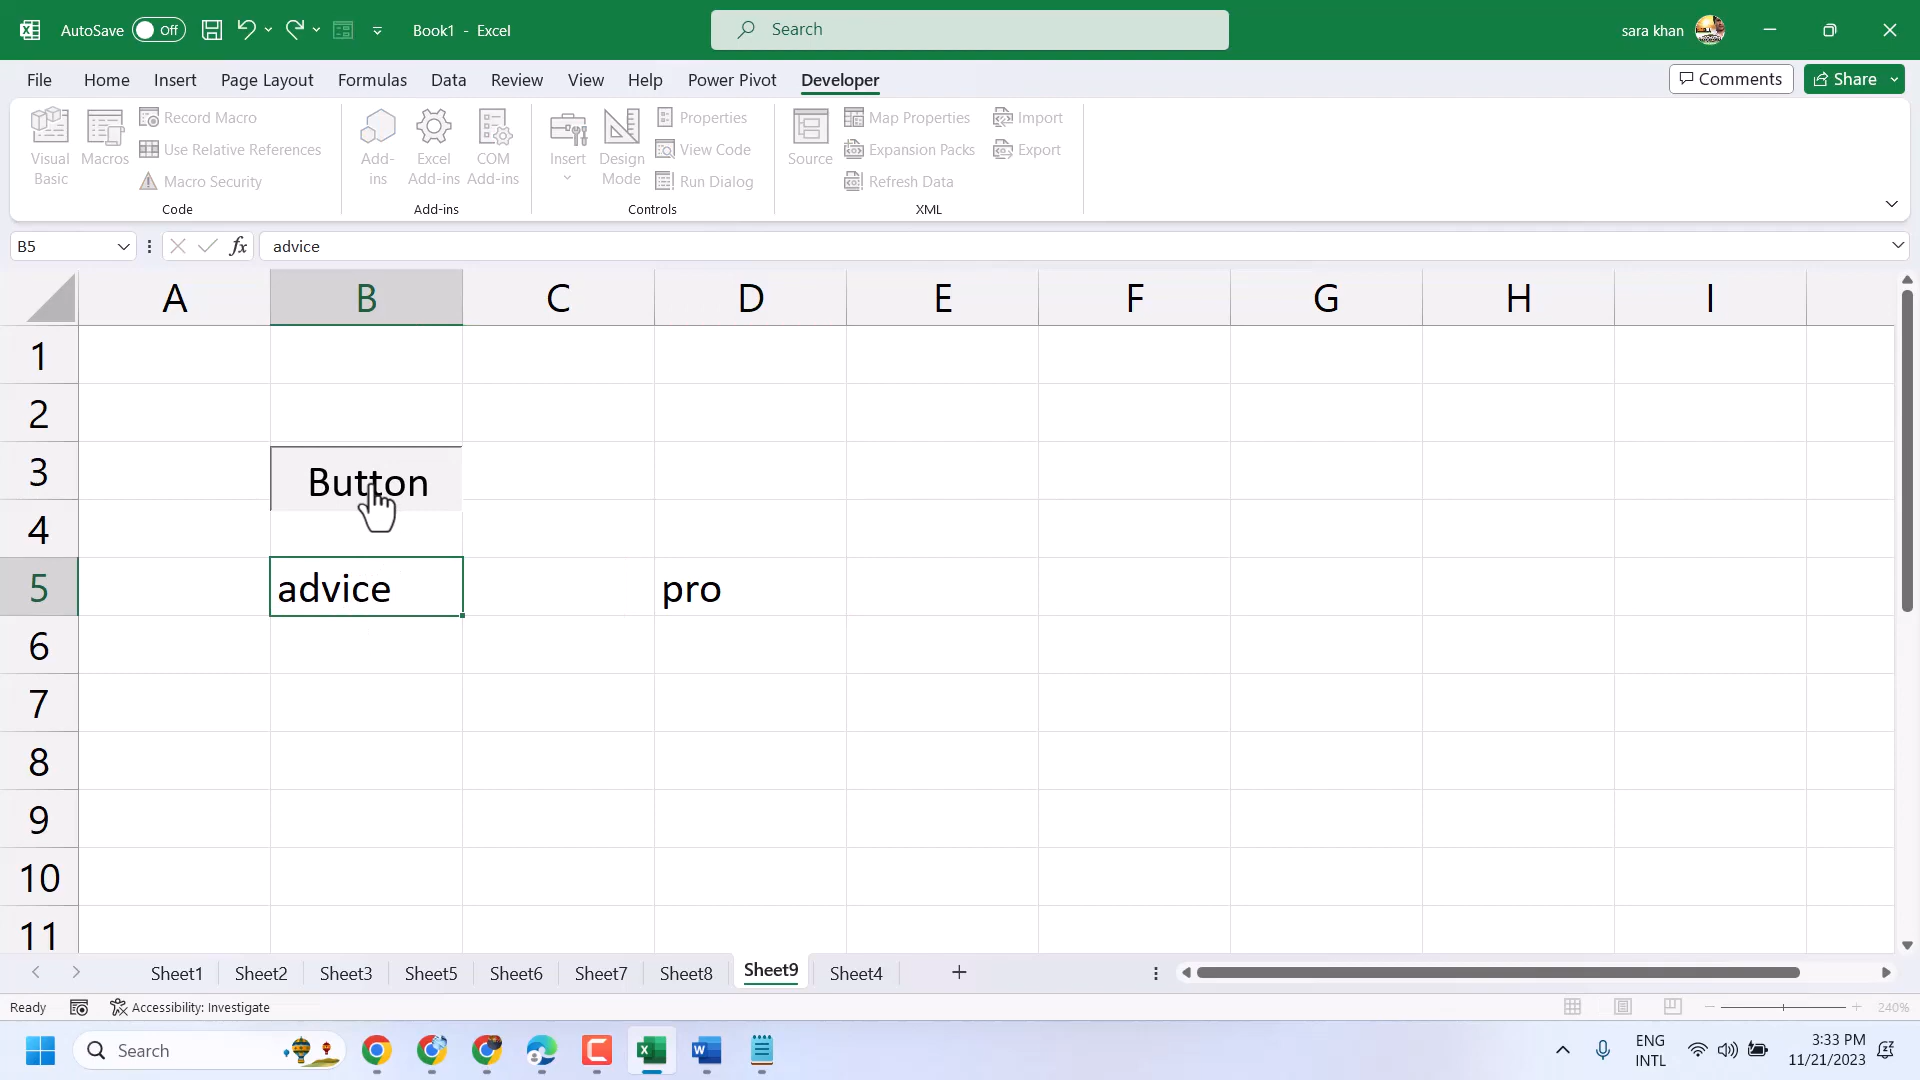 AutoSave Off Book1 - Excel Search sara khan
File Home Insert Page Layout Formulas Data Review View Help Power Pivot Developer Comments Share
Visual Basic
Macros
Record Macro
Use Relative References
Macro Security
Code
Add-ins
Excel Add-ins
COM Add-ins
Add-ins
Insert
Design Mode
Properties
View Code
Run Dialog
Controls
Source
Map Properties
Expansion Packs
Refresh Data
Import
Export
XML
B5 fx advice
A B C D E F G H I
1
2
3 Button
4
5 advice pro
6
7
8
9
10
11
Sheet1 Sheet2 Sheet3 Sheet5 Sheet6 Sheet7 Sheet8 Sheet9 Sheet4
Ready Accessibility: Investigate 240%
Search ENG INTL 3:33 PM 11/21/2023